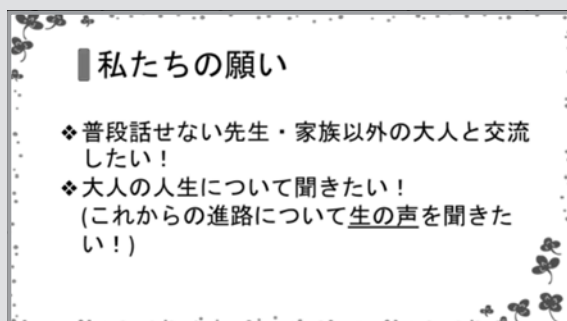 私たちの願い
❖普段話せない先生・家族以外の大人と交流
したい！
❖大人の人生について聞きたい！
(これからの進路について生の声を聞きた
い！)